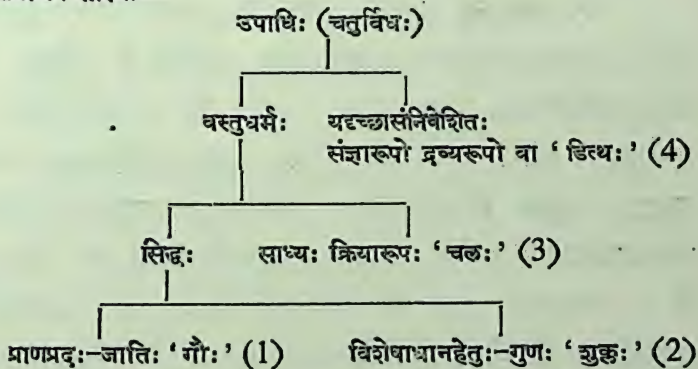 उपाधिः (चतुर्विधः)
वस्तुधर्मः यदृच्छासंनिवेशितः
संज्ञारूपो द्रव्यरूपो वा ‘ डित्थः ’ (4)
सिद्धः साध्यः क्रियारूपः ‘ चलः ’ (3)
प्राणप्रदः–जातिः ‘ गौः ’ (1) विशेषाधानहेतुः–गुणः ‘ शुक्लः ’ (2)